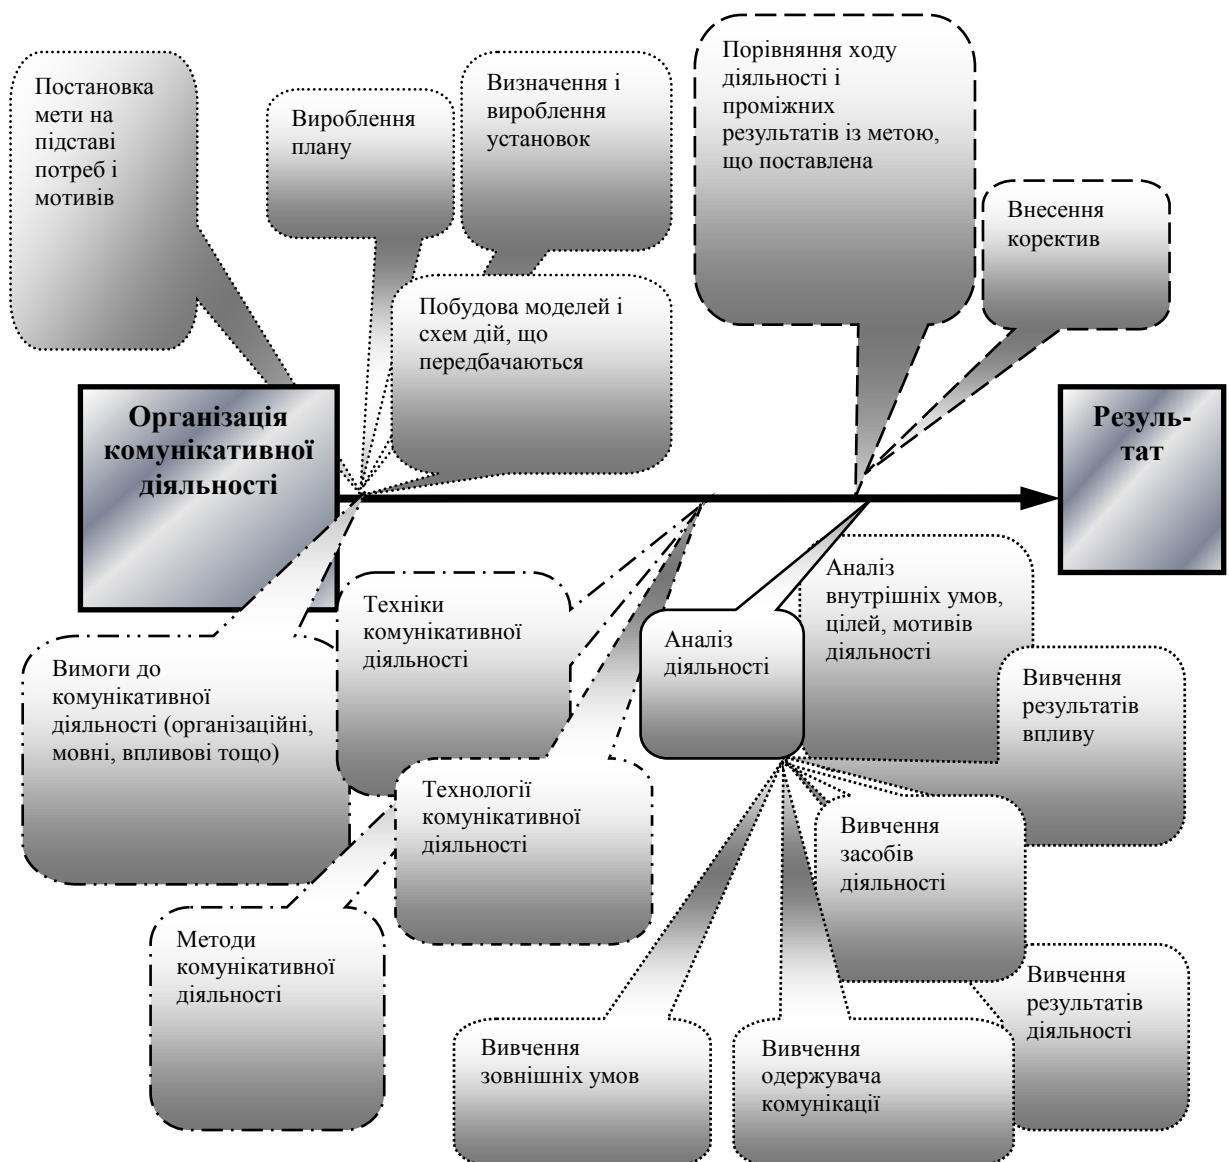 Постановка
мети на
підставі
потреб і
мотивів
Вироблення
плану
Визначення і
вироблення
установок
Порівняння ходу
діяльності і
проміжних
результатів із метою,
що поставлена
Внесення
коректив
Побудова моделей і
схем дій, що
передбачаються
Організація
комунікативної
діяльності
Резуль-
тат
Вимоги до
комунікативної
діяльності (організаційні,
мовні, впливові тощо)
Техніки
комунікативної
діяльності
Аналіз
діяльності
Аналіз
внутрішніх умов,
цілей, мотивів
діяльності
Вивчення
результатів
впливу
Технології
комунікативної
діяльності
Вивчення
засобів
діяльності
Методи
комунікативної
діяльності
Вивчення
зовнішніх умов
Вивчення
одержувача
комунікації
Вивчення
результатів
діяльності